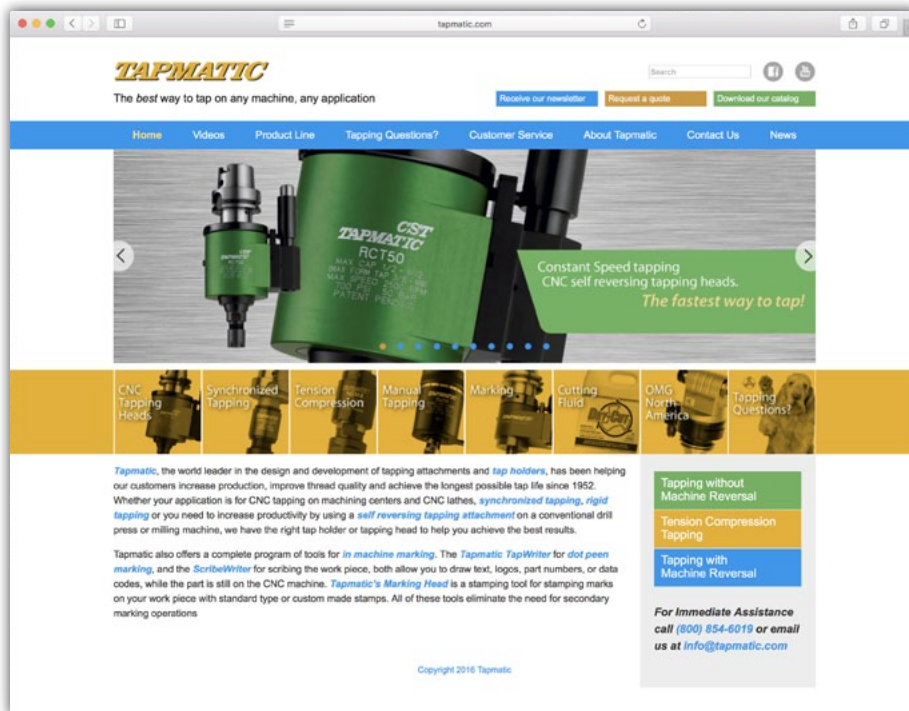 tapmatic.com
TAPMATIC
The best way to tap on any machine, any application
Search
Receive our newsletter
Request a quote
Download our catalog
Home
Videos
Product Line
Tapping Questions?
Customer Service
About Tapmatic
Contact Us
News
CST
TAPMATIC
RCT50
MAX CAP 1/2 - M12
MAX SPEED 2500 RPM
PATENT PENDING
Constant Speed tapping
CNC self reversing tapping heads.
The fastest way to tap!
CNC
Tapping
Heads
Synchronized
Tapping
Tension
Compression
Manual
Tapping
Marking
Cutting
Fluid
OMG
North
America
Tapping
Questions?
Tapmatic, the world leader in the design and development of tapping attachments and tap holders, has been helping
our customers increase production, improve thread quality and achieve the longest possible tap life since 1952.
Whether your application is for CNC tapping on machining centers and CNC lathes, synchronized tapping, rigid
tapping or you need to increase productivity by using a self reversing tapping attachment on a conventional drill
press or milling machine, we have the right tap holder or tapping head to help you achieve the best results.
Tapmatic also offers a complete program of tools for in machine marking. The Tapmatic TapWriter for dot peen
marking, and the ScribeWriter for scribing the work piece, both allow you to draw text, logos, part numbers, or data
codes, while the part is still on the CNC machine. Tapmatic's Marking Head is a stamping tool for stamping marks
on your work piece with standard type or custom made stamps. All of these tools eliminate the need for secondary
marking operations
Tapping without
Machine Reversal
Tension Compression
Tapping
Tapping with
Machine Reversal
For Immediate Assistance
call (800) 854-6019 or email
us at info@tapmatic.com
Copyright 2016 Tapmatic